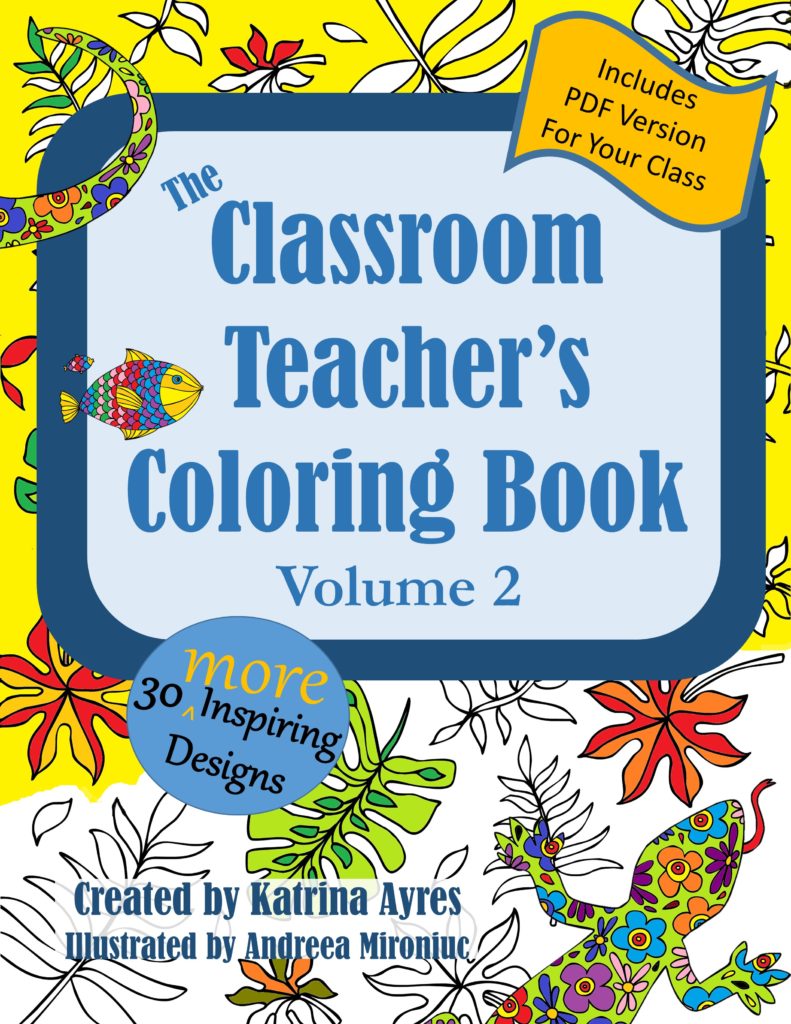 Includes
PDF Version
For Your Class
The
Classroom
Teacher's
Coloring Book
Volume 2
more
30 ^ Inspiring
Designs
Created by Katrina Ayres
Illustrated by Andreea Mironiuc